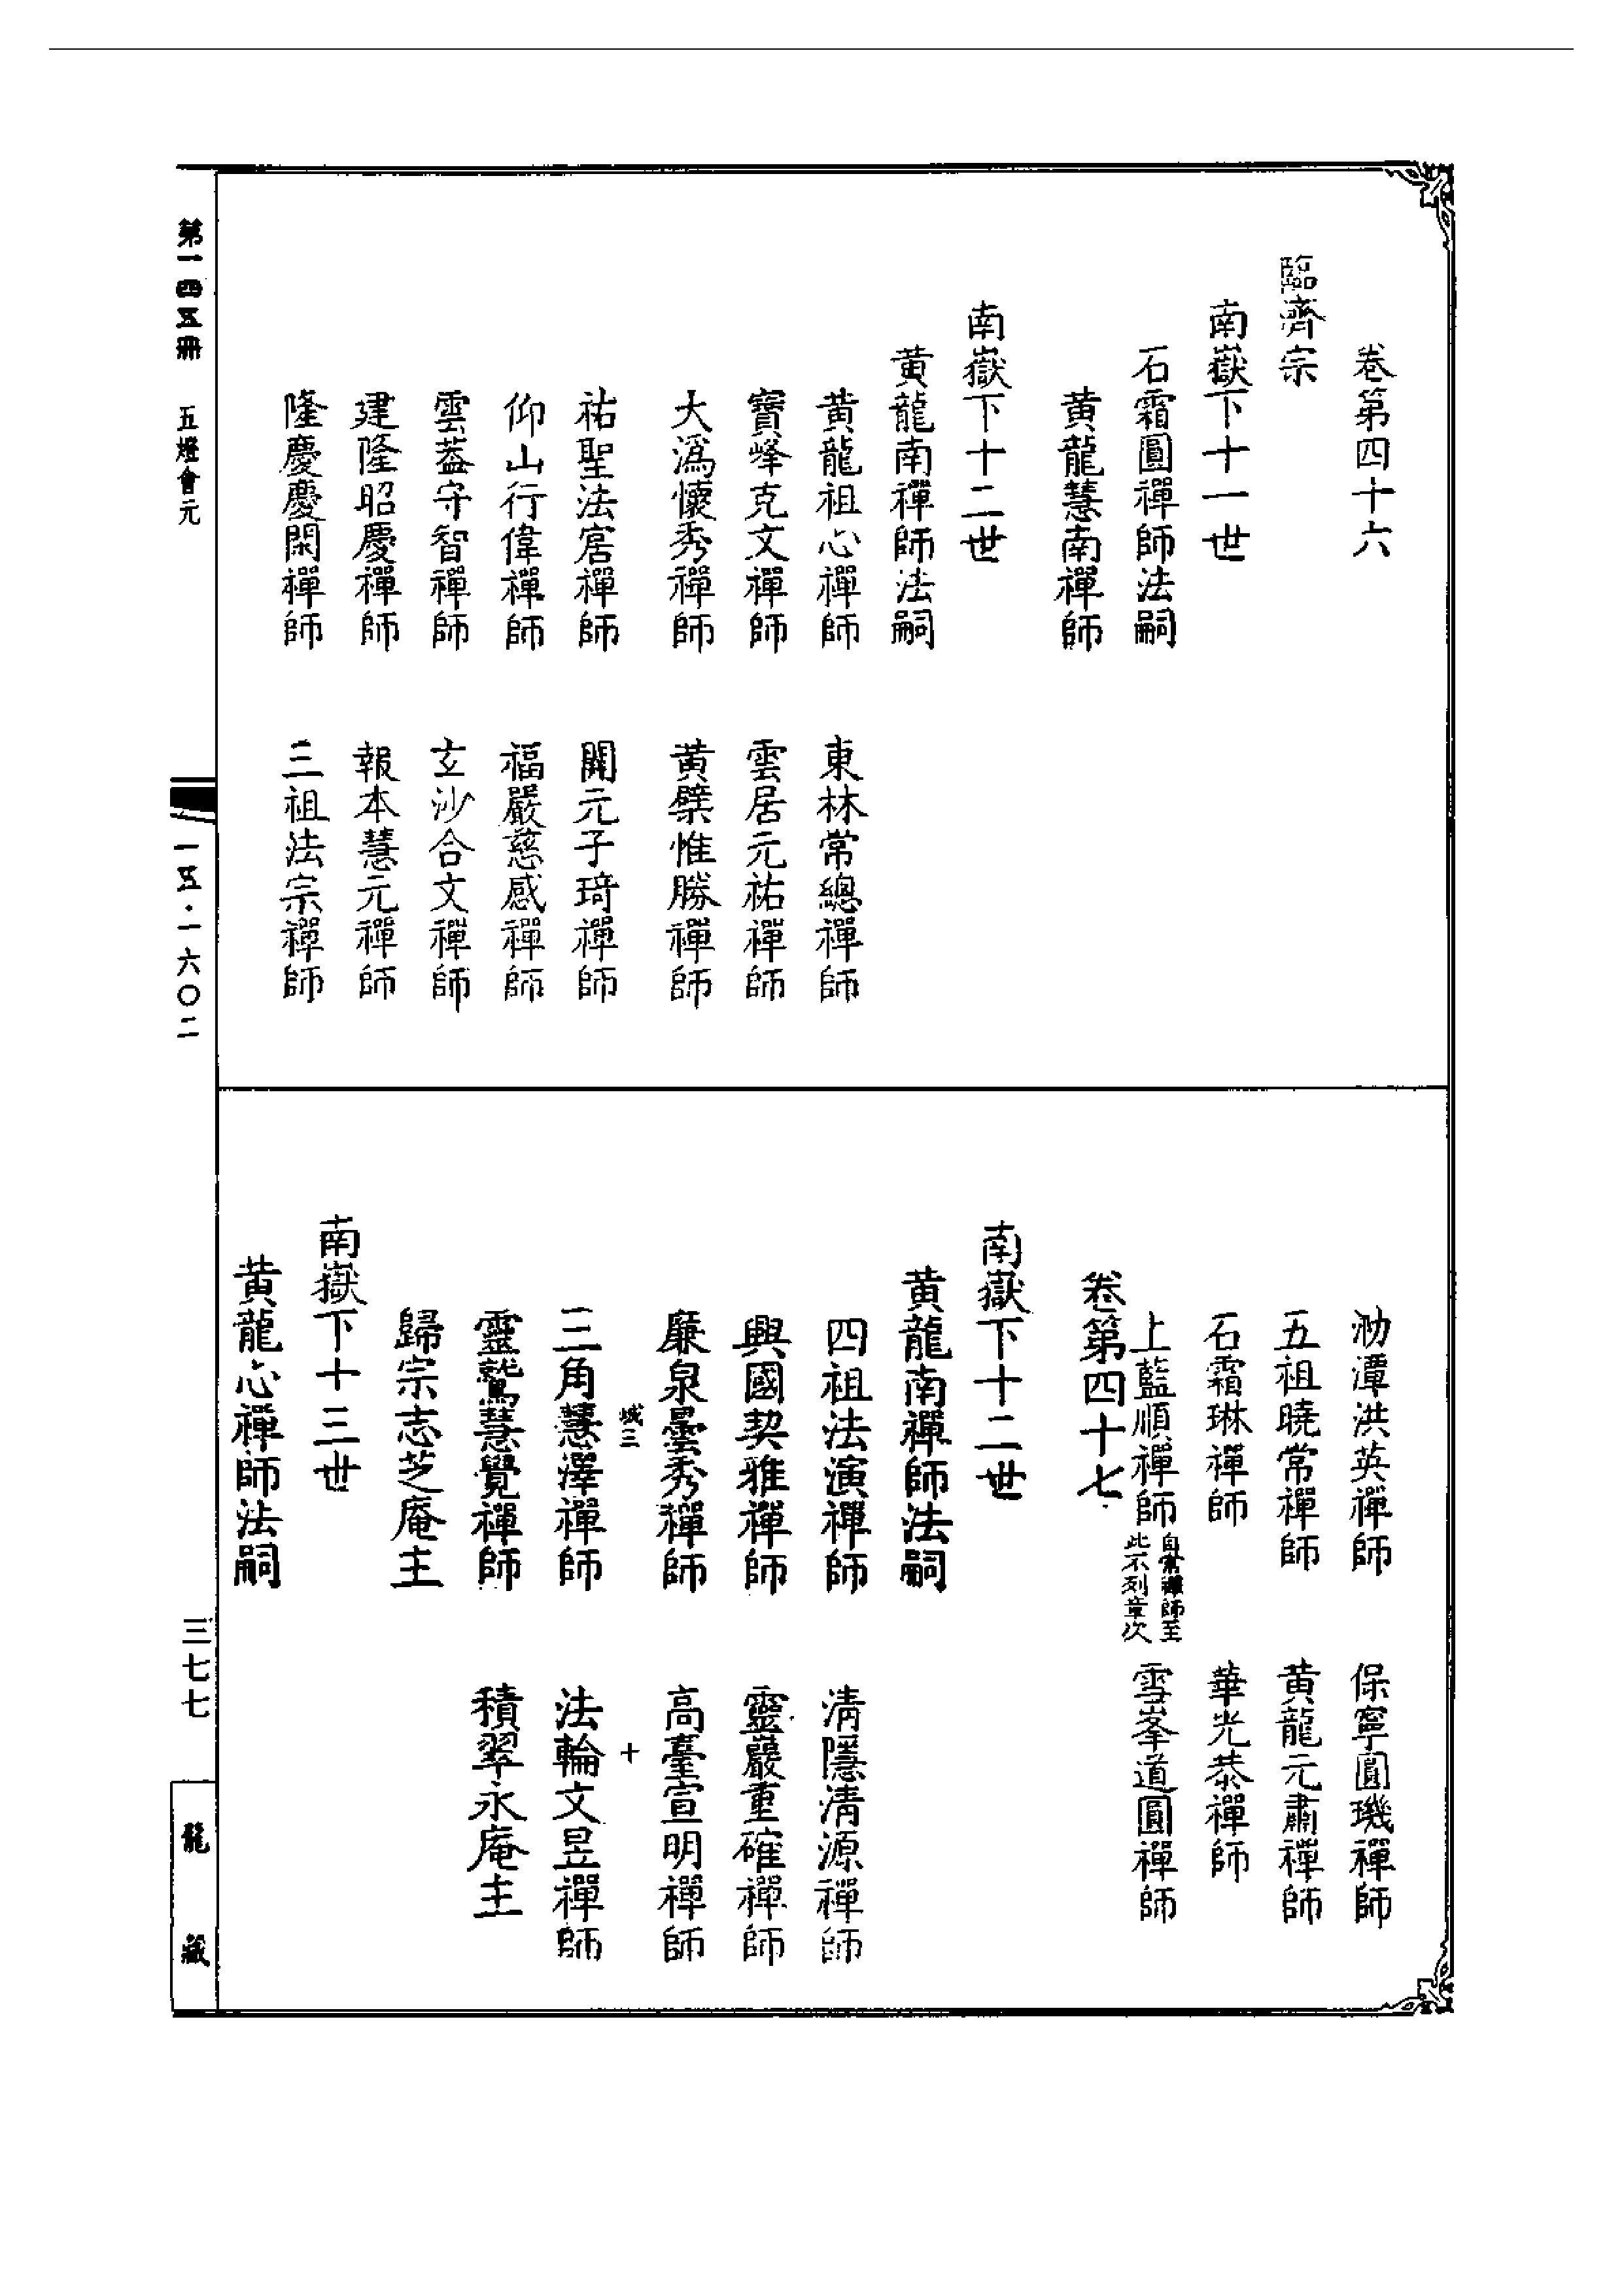 卷第四十六
臨濟宗
南嶽下十一世
石霜圓禪師法嗣
黃龍慧南禪師
南嶽下十二世
黃龍南禪師法嗣
黃龍祖心禪師 東林常總禪師
寶峰克文禪師 雲居元祐禪師
大溈懷秀禪師 黃檗惟勝禪師
祐聖法𡨴禪師 開元子琦禪師
仰山行偉禪師 福嚴慈感禪師
雲葢守智禪師 玄沙合文禪師
建隆昭慶禪師 報本慧元禪師
隆慶慶閑禪師 三祖法宗禪師
泐潭洪英禪師 保寧圓璣禪師
五祖曉常禪師 黃龍元肅禪師
石霜琳禪師 華光恭禪師
上藍順禪師自常禪師至此不列章次 雪峯道圓禪師
卷第四十七
南嶽下十二世
黃龍南禪師法嗣
四祖法演禪師 清隱清源禪師
興國契雅禪師 靈巖重確禪師
廉泉曇秀禪師 高臺宣明禪師
三 十
三角慧澤禪師 法輪文昱禪師
靈鷲慧覺禪師 積翠永庵主
歸宗志芝庵主
南嶽下十三世
黃龍心禪師法嗣
第一四五冊 五燈會元
一五·一六〇二
三七七
龍藏